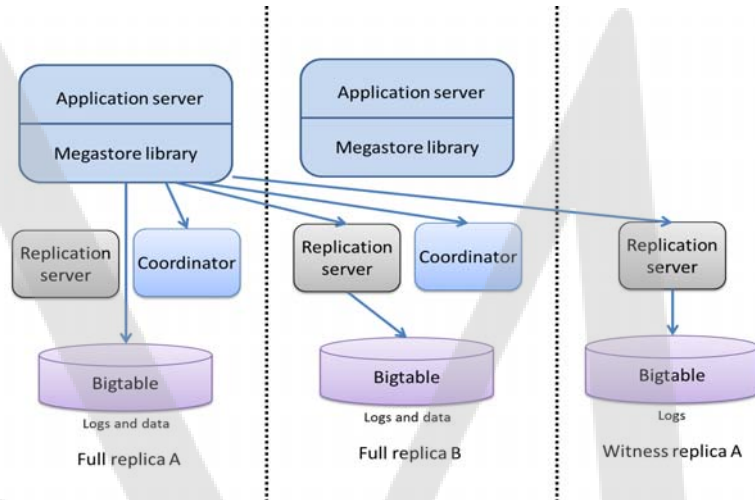 Application server
Megastore library
Replication
server
Coordinator
Bigtable
Logs and data
Full replica A
Application server
Megastore library
Replication
server
Coordinator
Bigtable
Logs and data
Full replica B
Replication
server
Bigtable
Logs
Witness replica A